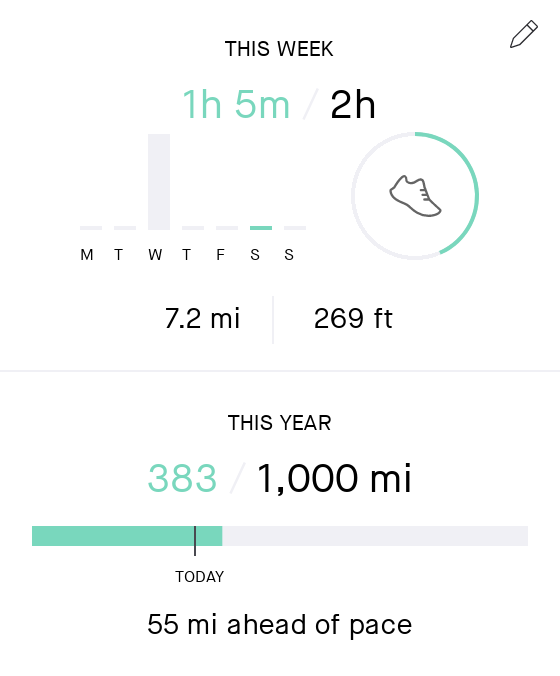 THIS WEEK
1h 5m / 2h
M T W T F S S
7.2 mi 269 ft
THIS YEAR
383 / 1,000 mi
TODAY
55 mi ahead of pace